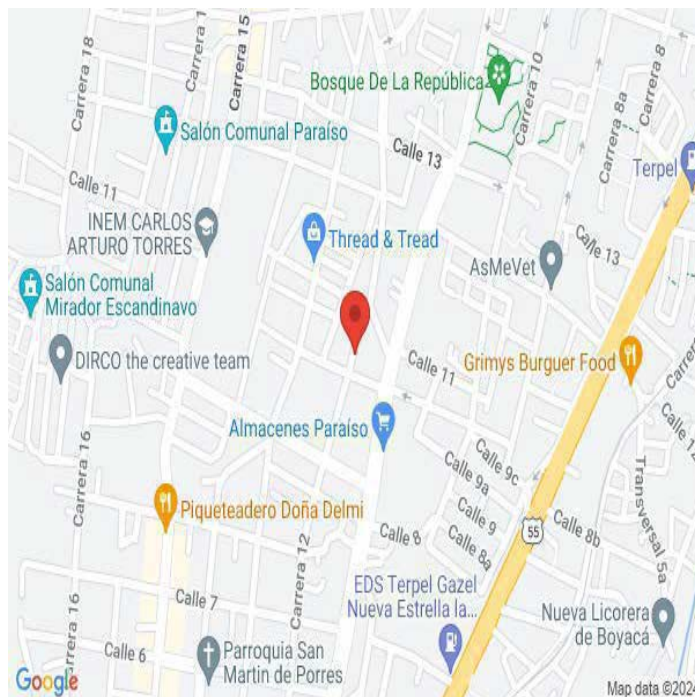 Carrera 18
Carrera 15
Bosque De La República
Carrera 10
Carrera 8a
Carrera 8
Salón Comunal Paraíso
Calle 13
Terpel
Calle 11
INEM CARLOS
ARTURO TORRES
Thread & Tread
AsMeVet
Calle 13
Salón Comunal
Mirador Escandinavo
DIRCO the creative team
Calle 11
Grimys Burguer Food
Almacenes Paraíso
Carrera 16
Calle 9a
Calle 9c
Calle 12
Piqueteadero Doña Delmi
Carrera 12
Calle 8
Calle 9
Calle 8a
55
Calle 8b
Transversal 5a
EDS Terpel Gazel
Nueva Estrella la...
Calle 7
Carrera 16
Calle 6
Parroquia San
Martin de Porres
Nueva Licorera
de Boyacá
Google
Map data ©202